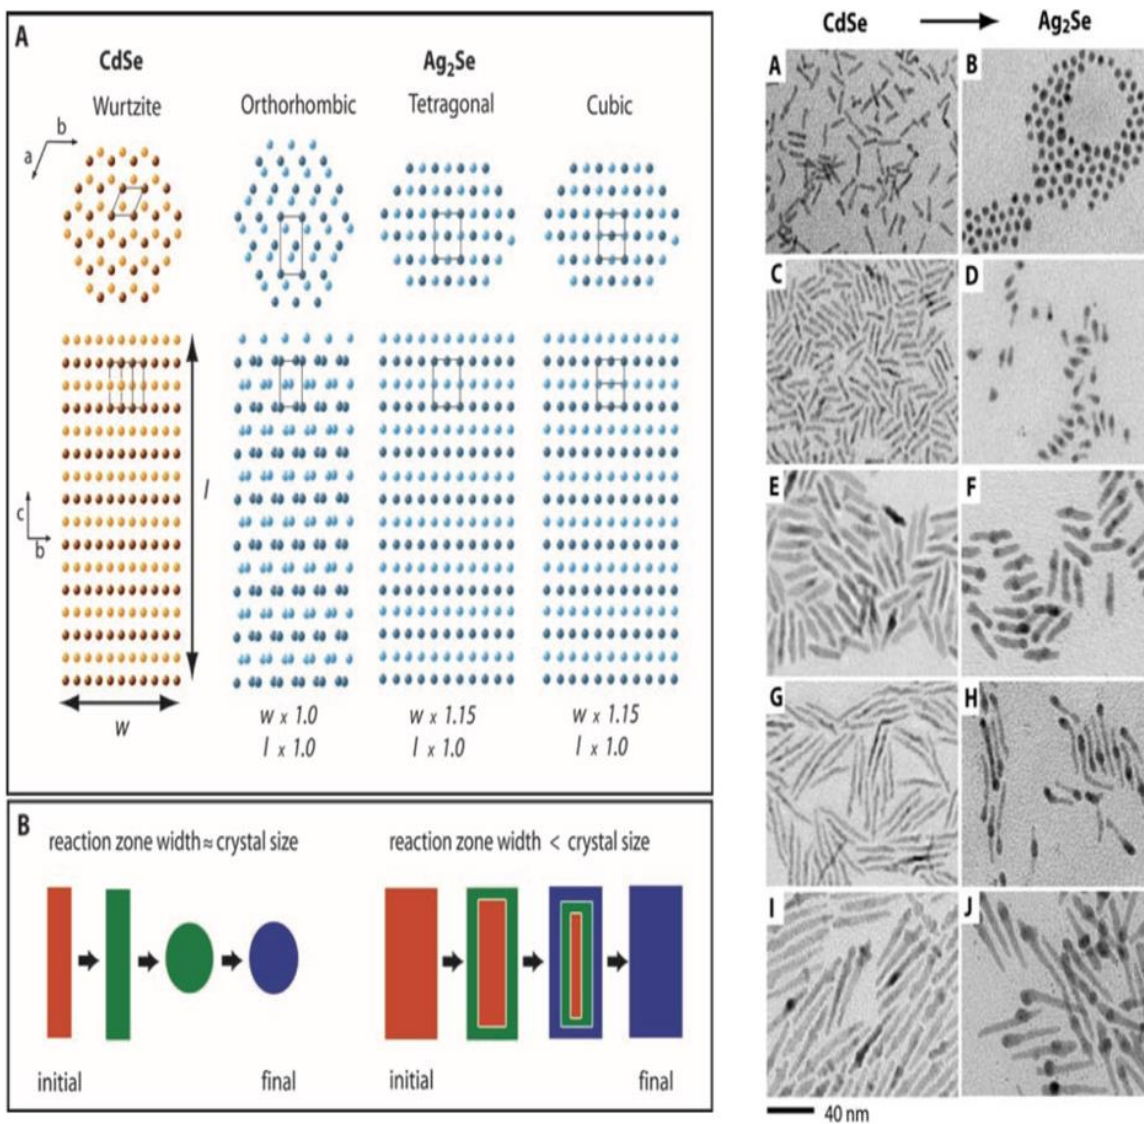 A
CdSe
Ag₂Se
Wurtzite
Orthorhombic
Tetragonal
Cubic
b
a
c
b
l
w
w x 1.0
l x 1.0
w x 1.15
l x 1.0
w x 1.15
l x 1.0
B
reaction zone width ≈ crystal size
reaction zone width < crystal size
initial
final
initial
final
CdSe
Ag₂Se
A
B
C
D
E
F
G
H
I
J
40 nm